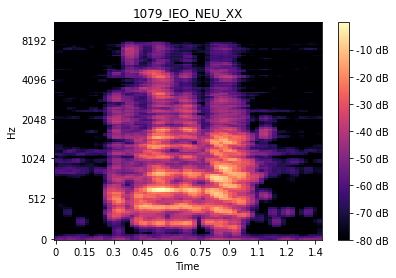 1079_IEO_NEU_XX
8192
4096
2048
1024
512
0
Hz
0 0.15 0.3 0.45 0.6 0.75 0.9 1.1 1.2 1.4
Time
-10 dB
-20 dB
-30 dB
-40 dB
-50 dB
-60 dB
-70 dB
-80 dB